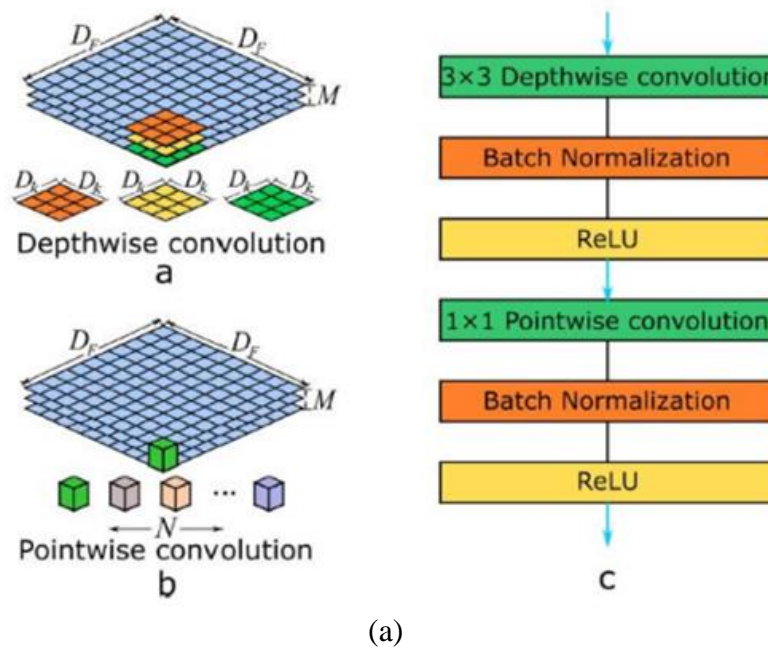 D_F D_F
M
D_k D_k D_k D_k D_k D_k
Depthwise convolution
a
D_F D_F
M
...
N
Pointwise convolution
b
3×3 Depthwise convolution
Batch Normalization
ReLU
1×1 Pointwise convolution
Batch Normalization
ReLU
c
(a)